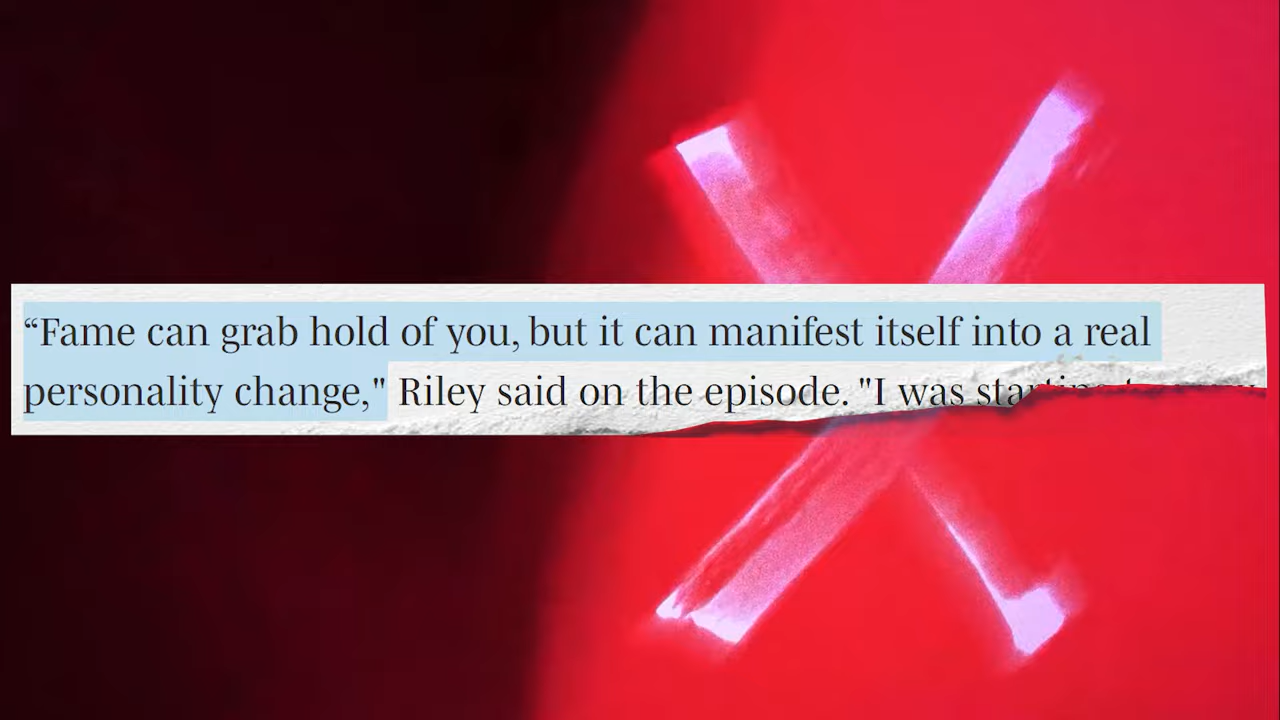 “Fame can grab hold of you, but it can manifest itself into a real
personality change," Riley said on the episode. "I was